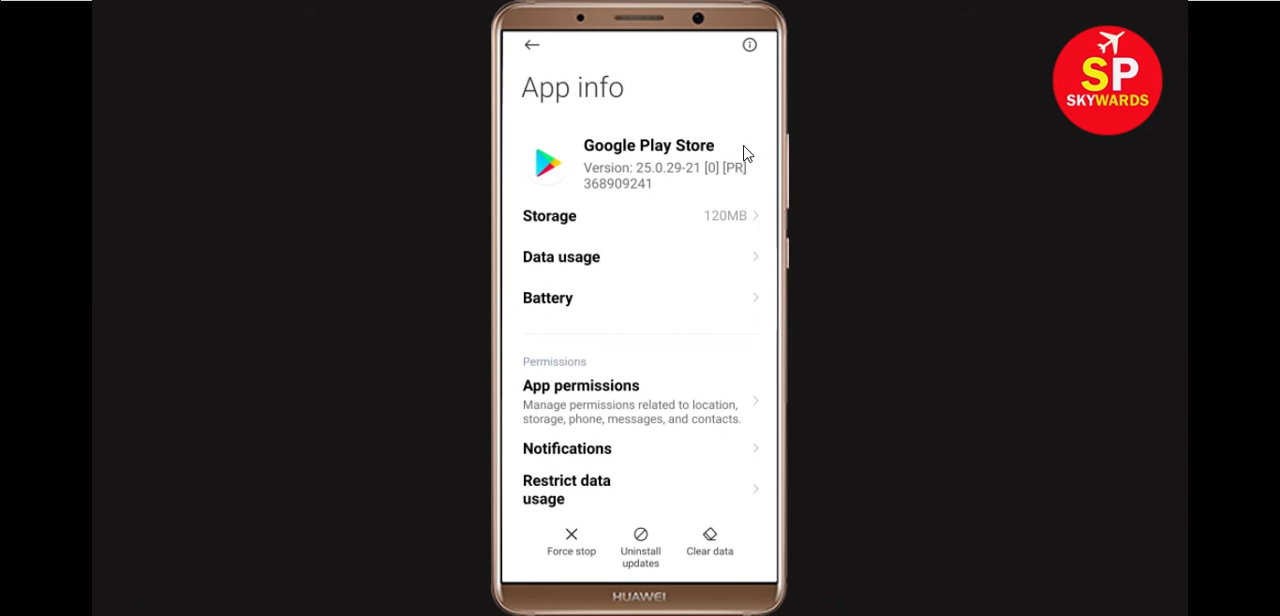 App info
Google Play Store
Version: 25.0.29-21 [0] [PR]
368909241
Storage 120MB
Data usage
Battery
Permissions
App permissions
Manage permissions related to location,
storage, phone, messages, and contacts.
Notifications
Restrict data
usage
Force stop
Uninstall
updates
Clear data
HUAWEI
SP
SKYWARDS